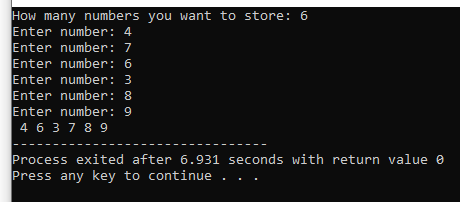 How many numbers you want to store: 6
Enter number: 4
Enter number: 7
Enter number: 6
Enter number: 3
Enter number: 8
Enter number: 9
 4 6 3 7 8 9
--------------------------------
Process exited after 6.931 seconds with return value 0
Press any key to continue . . .